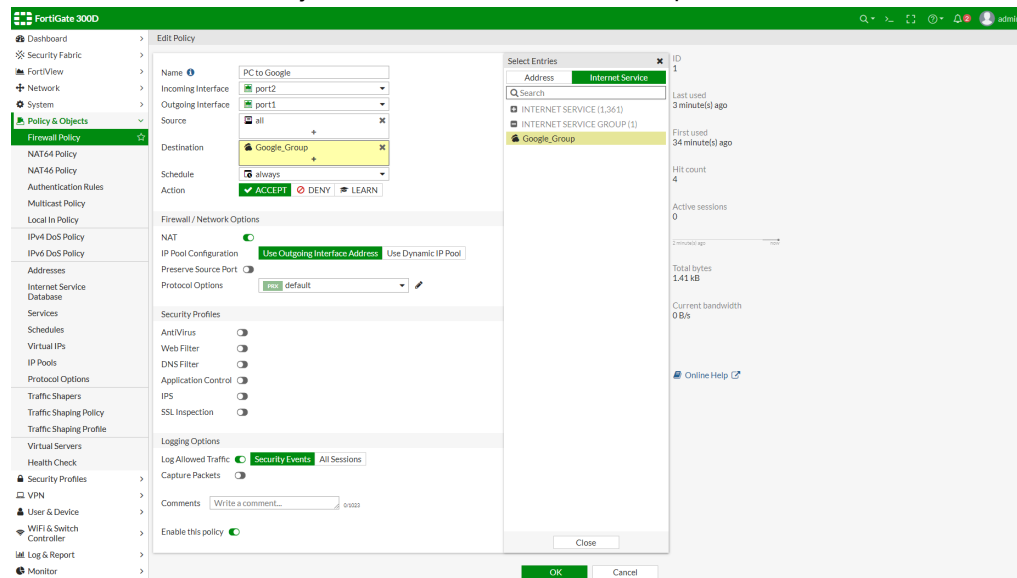 FortiGate 300D
admi
Dashboard
Security Fabric
FortiView
Network
System
Policy & Objects
Firewall Policy
NAT64 Policy
NAT46 Policy
Authentication Rules
Multicast Policy
Local In Policy
IPv4 DoS Policy
IPv6 DoS Policy
Addresses
Internet Service
Database
Services
Schedules
Virtual IPs
IP Pools
Protocol Options
Traffic Shapers
Traffic Shaping Policy
Traffic Shaping Profile
Virtual Servers
Health Check
Security Profiles
VPN
User & Device
WiFi & Switch
Controller
Log & Report
Monitor
Edit Policy
Name PC to Google
Incoming Interface port2
Outgoing Interface port1
Source all
+
Destination Google_Group
+
Schedule always
Action ACCEPT DENY LEARN
Firewall / Network Options
NAT
IP Pool Configuration Use Outgoing Interface Address Use Dynamic IP Pool
Preserve Source Port
Protocol Options PRX default
Security Profiles
AntiVirus
Web Filter
DNS Filter
Application Control
IPS
SSL Inspection
Logging Options
Log Allowed Traffic Security Events All Sessions
Capture Packets
Comments Write a comment... 0/1023
Enable this policy
Select Entries
Address Internet Service
Search
INTERNET SERVICE (1,361)
INTERNET SERVICE GROUP (1)
Google_Group
Close
OK Cancel
ID
1
Last used
3 minute(s) ago
First used
34 minute(s) ago
Hit count
4
Active sessions
0
2 minute(s) ago now
Total bytes
1.41 kB
Current bandwidth
0 B/s
Online Help